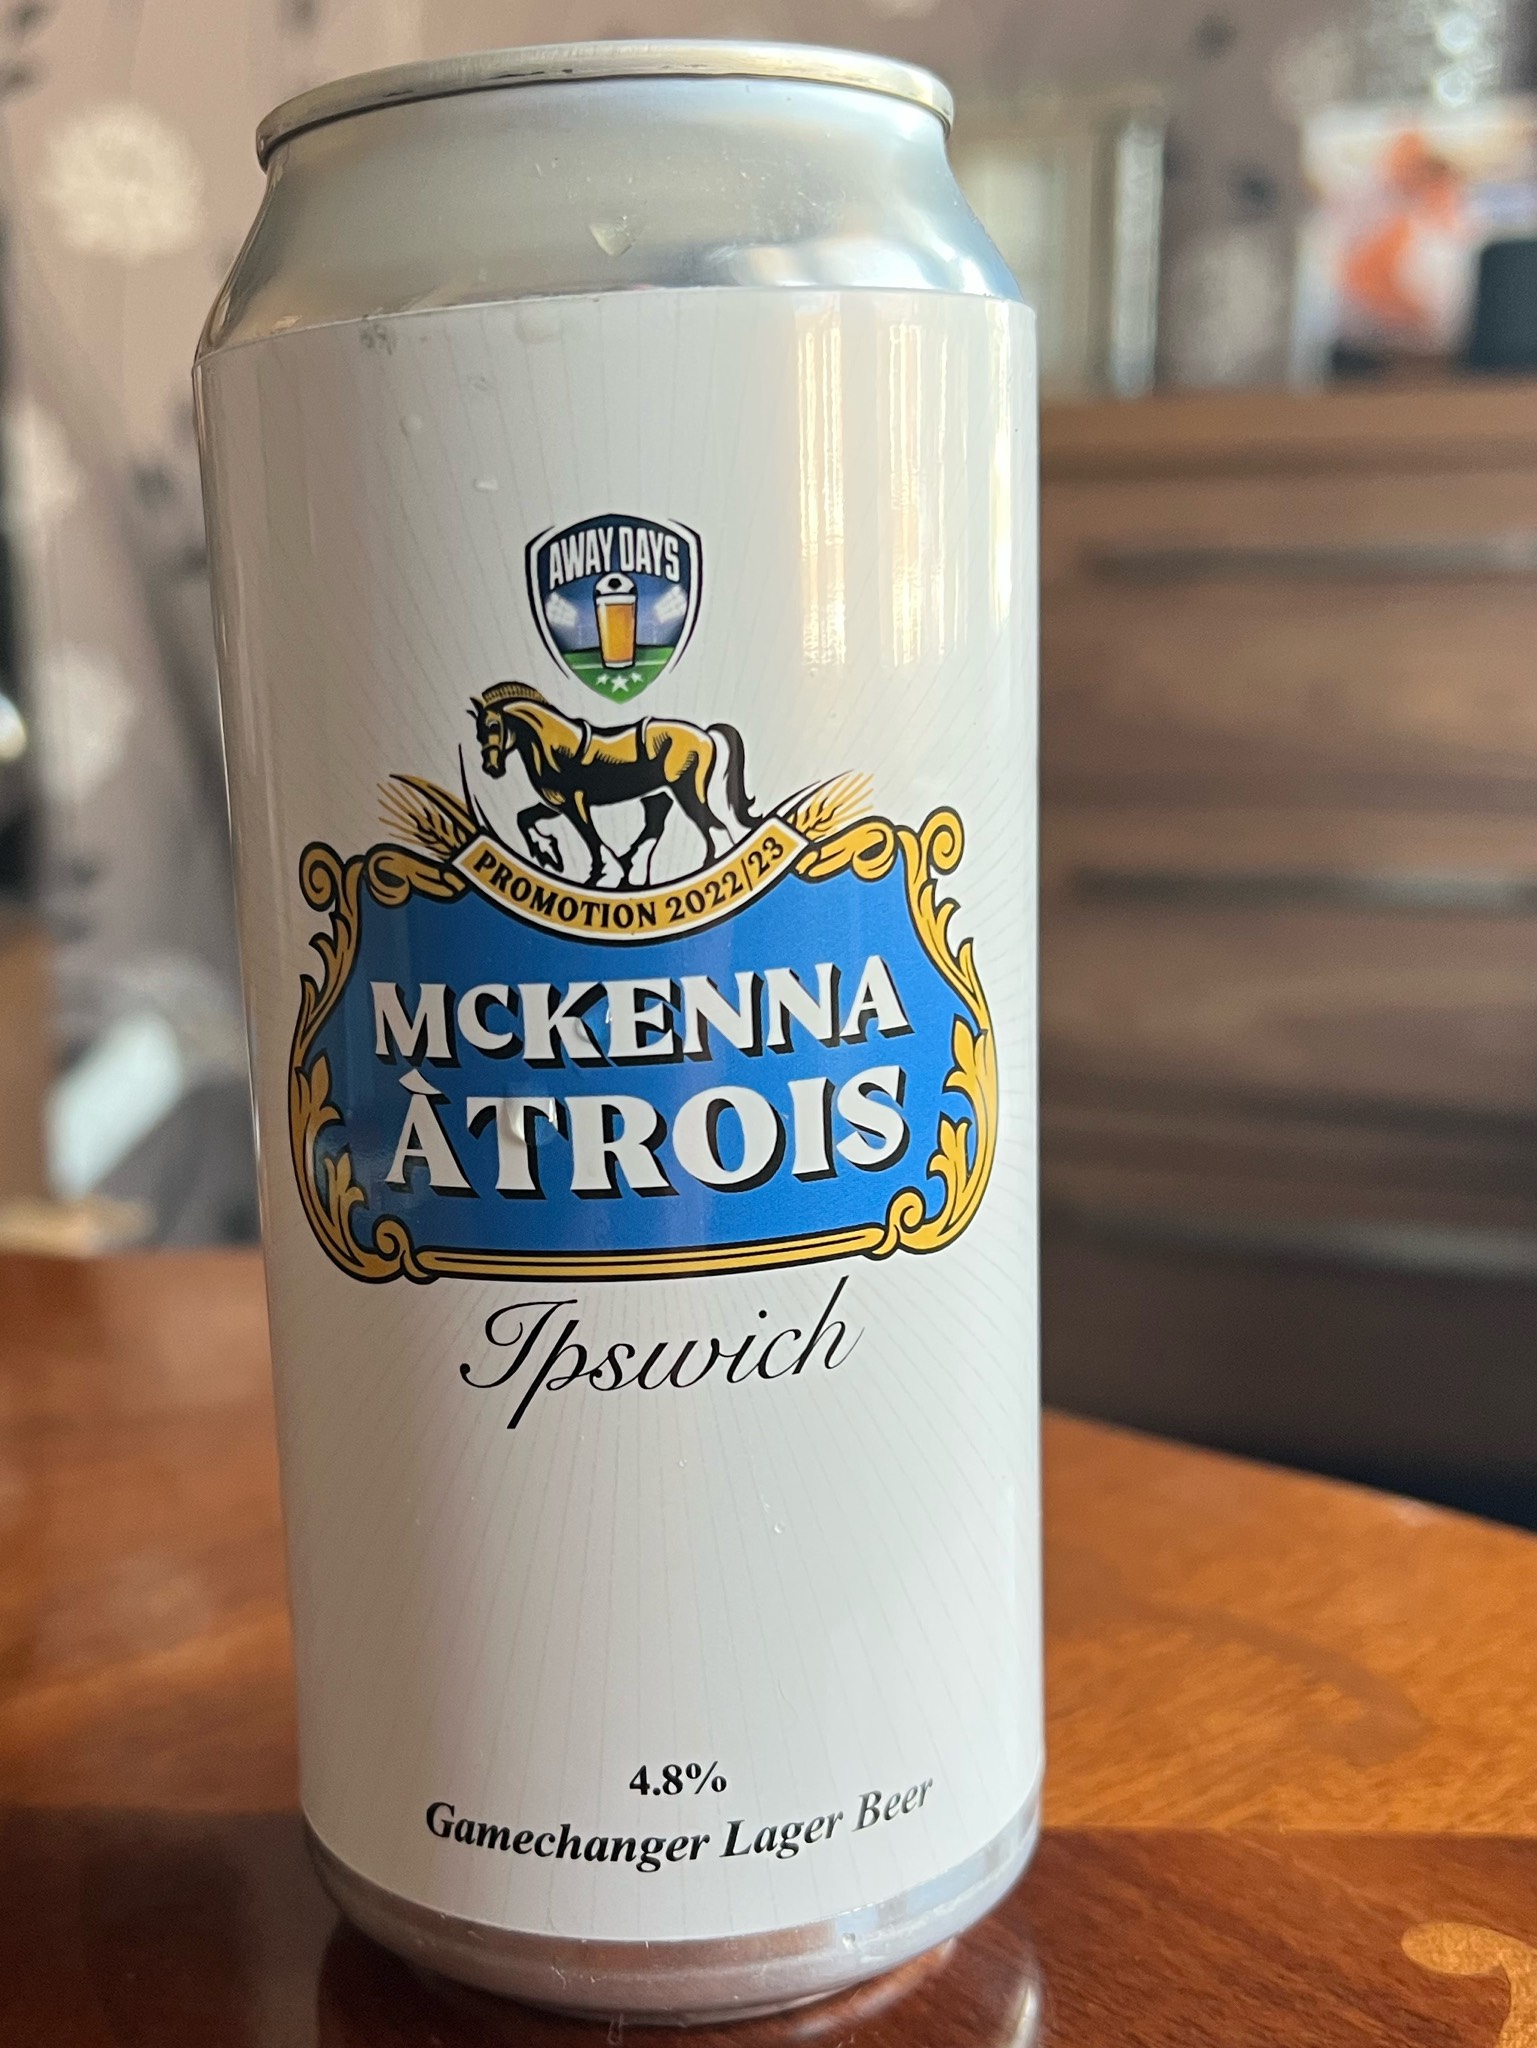 AWAY DAYS
PROMOTION 2022/23
MCKENNA
ÀTROIS
Ipswich
4.8%
Gamechanger Lager Beer